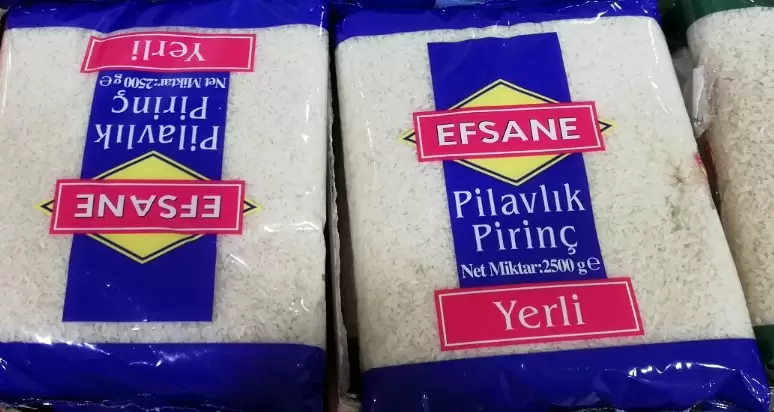 Yerli
Net Miktar:2500 g℮
Pilavlık
Pirinç
EFSANE
EFSANE
Pilavlık
Pirinç
Net Miktar:2500 g℮
Yerli